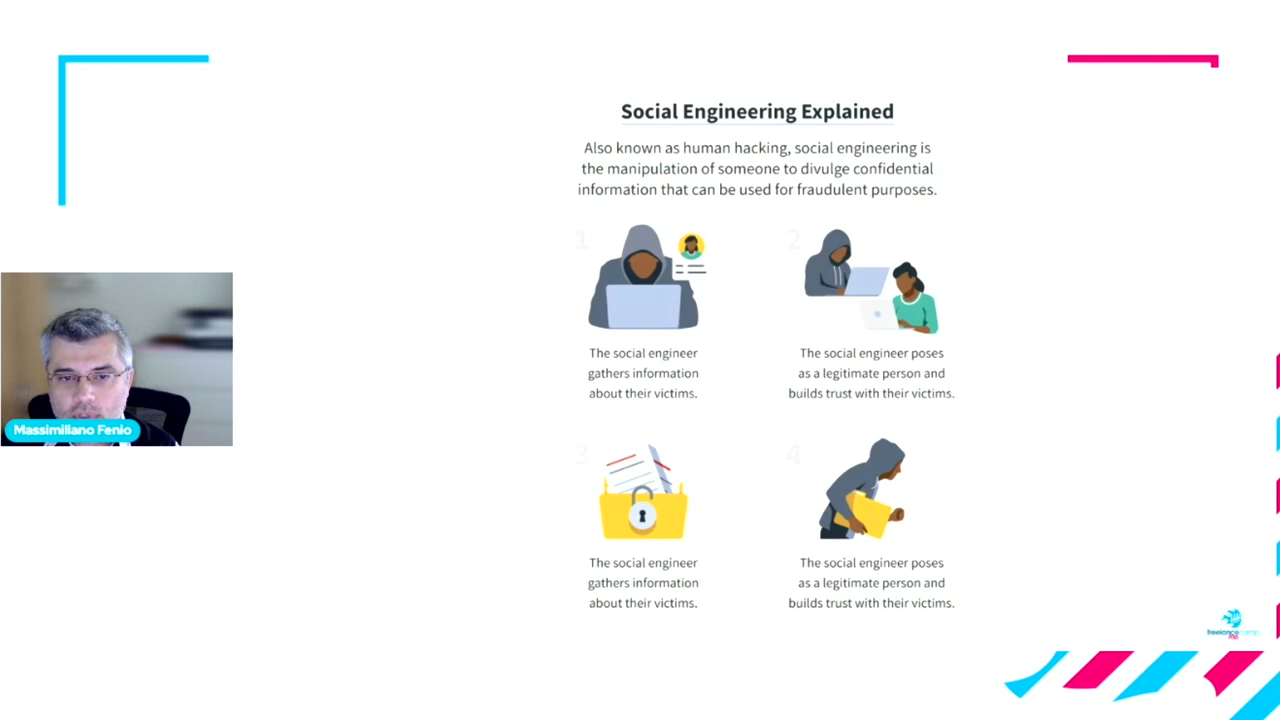 Social Engineering Explained
Also known as human hacking, social engineering is
the manipulation of someone to divulge confidential
information that can be used for fraudulent purposes.
1
2
The social engineer
gathers information
about their victims.
The social engineer poses
as a legitimate person and
builds trust with their victims.
Massimiliano Fenio
3
4
The social engineer
gathers information
about their victims.
The social engineer poses
as a legitimate person and
builds trust with their victims.
freelancecamp